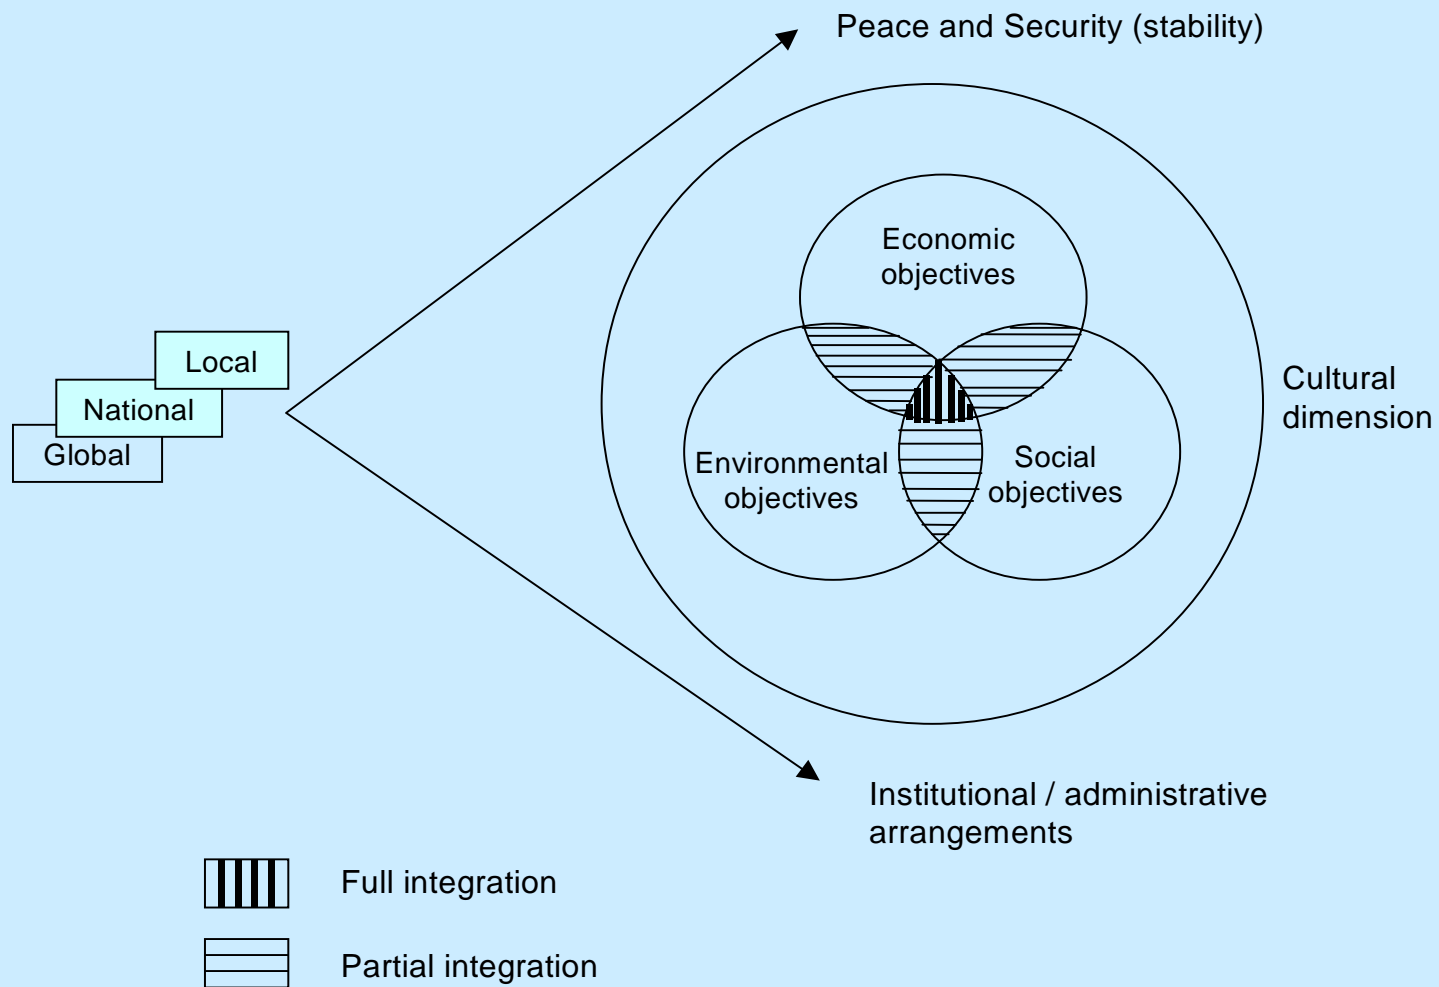 Peace and Security (stability)
Economic
objectives
Local
National
Global
Cultural
dimension
Environmental
objectives
Social
objectives
Institutional / administrative
arrangements
Full integration
Partial integration